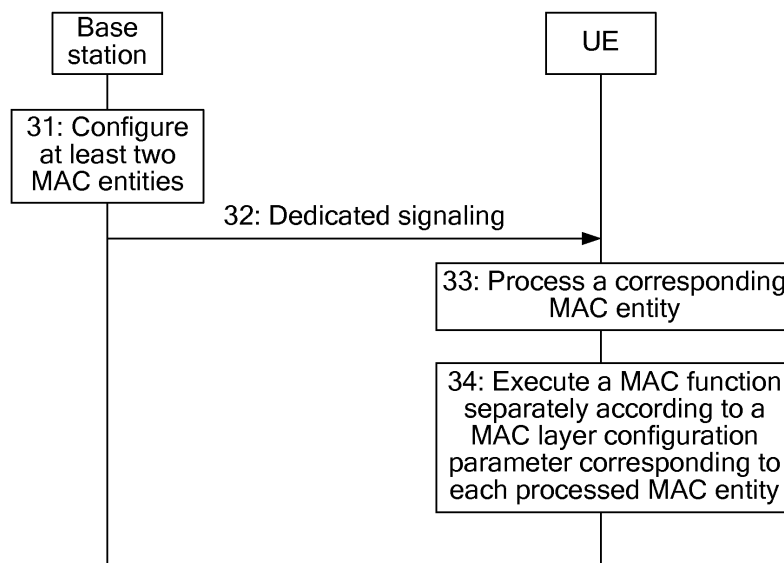 Base
station
UE
31: Configure
at least two
MAC entities
32: Dedicated signaling
33: Process a corresponding
MAC entity
34: Execute a MAC function
separately according to a
MAC layer configuration
parameter corresponding to
each processed MAC entity